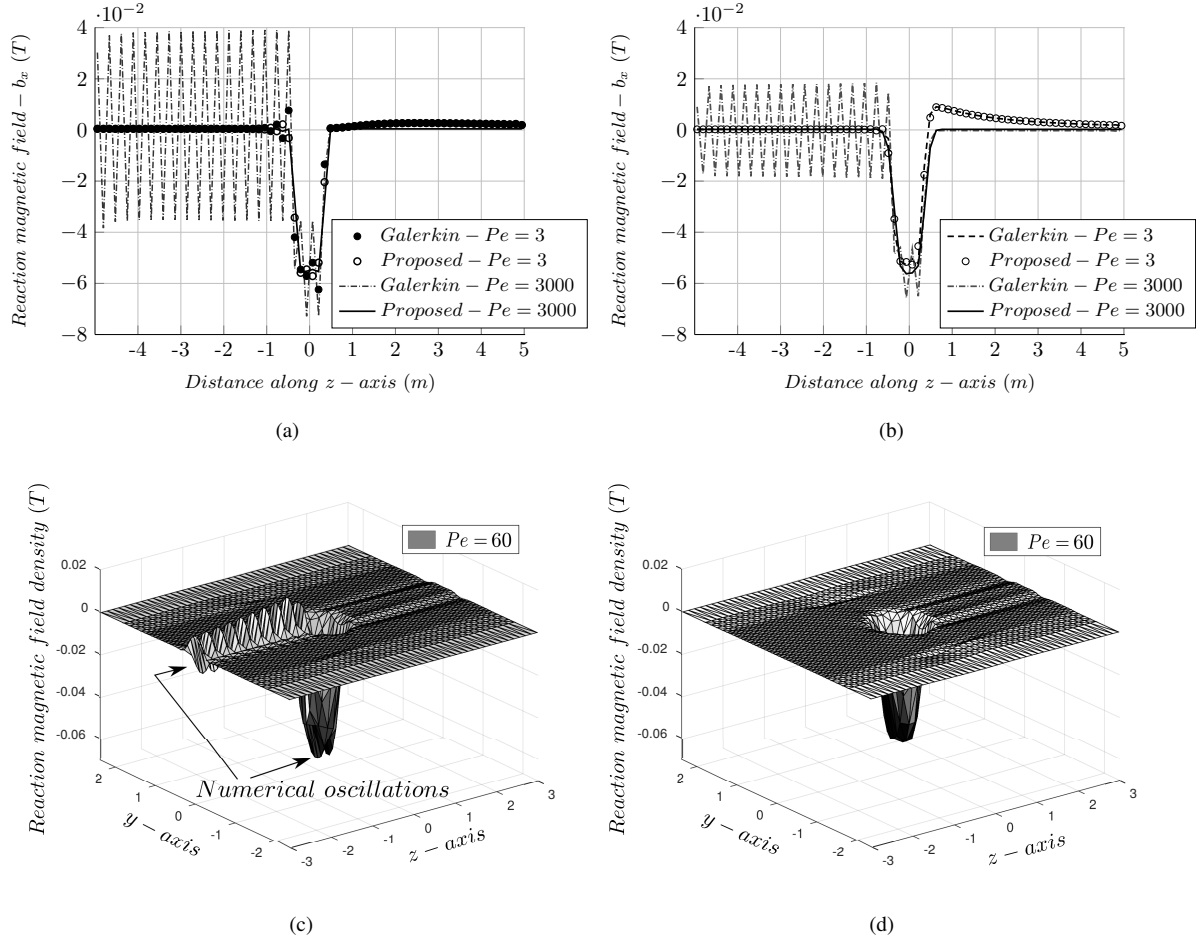 ·10−2
4
2
0
−2
−4
−6
−8
Reaction magnetic field − bx (T)
Galerkin − Pe = 3
Proposed − Pe = 3
Galerkin − Pe = 3000
Proposed − Pe = 3000
-4 -3 -2 -1 0 1 2 3 4 5
Distance along z − axis (m)
(a)
·10−2
4
2
0
−2
−4
−6
−8
Reaction magnetic field − bx (T)
Galerkin − Pe = 3
Proposed − Pe = 3
Galerkin − Pe = 3000
Proposed − Pe = 3000
-4 -3 -2 -1 0 1 2 3 4 5
Distance along z − axis (m)
(b)
Reaction magnetic field density (T)
Pe = 60
0.02
0
-0.02
-0.04
-0.06
Numerical oscillations
2 1 0 -1 -2
y − axis
-3 -2 -1 0 1 2 3
z − axis
(c)
Reaction magnetic field density (T)
Pe = 60
0.02
0
-0.02
-0.04
-0.06
2 1 0 -1 -2
y − axis
-3 -2 -1 0 1 2 3
z − axis
(d)